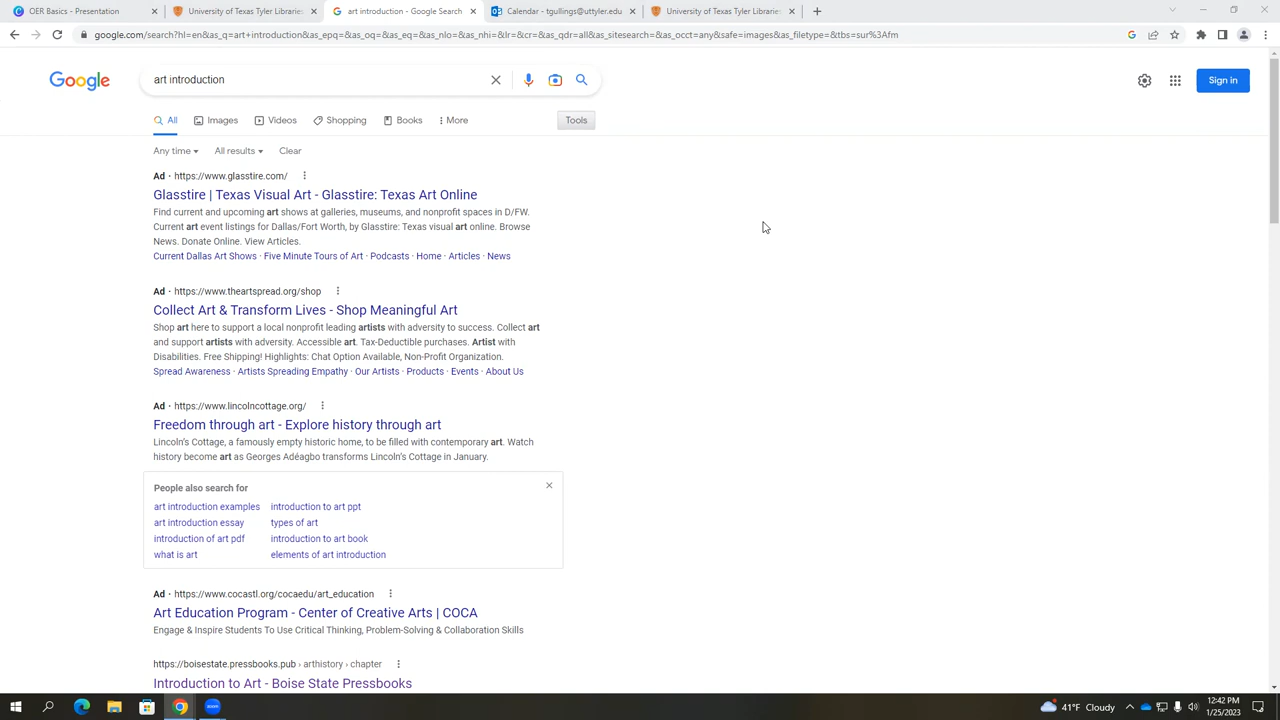 OER Basics - Presentation
University of Texas Tyler Libraries
art introduction - Google Search
Calendar - tgullings@uttyler.edu
University of Texas Tyler Libraries
google.com/search?hl=en&as_q=art+introduction&as_epq=&as_oq=&as_eq=&as_nlo=&as_nhi=&lr=&cr=&as_qdr=all&as_sitesearch=&as_occt=any&safe=images&as_filetype=&tbs=sur%3Afm
Google
art introduction
Sign in
All
Images
Videos
Shopping
Books
More
Tools
Any time
All results
Clear
Ad · https://www.glasstire.com/
Glasstire | Texas Visual Art - Glasstire: Texas Art Online
Find current and upcoming art shows at galleries, museums, and nonprofit spaces in D/FW.
Current art event listings for Dallas/Fort Worth, by Glasstire: Texas visual art online. Browse
News. Donate Online. View Articles.
Current Dallas Art Shows · Five Minute Tours of Art · Podcasts · Home · Articles · News
Ad · https://www.theartspread.org/shop
Collect Art & Transform Lives - Shop Meaningful Art
Shop art here to support a local nonprofit leading artists with adversity to success. Collect art
and support artists with adversity. Accessible art. Tax-Deductible purchases. Artist with
Disabilities. Free Shipping! Highlights: Chat Option Available, Non-Profit Organization.
Spread Awareness · Artists Spreading Empathy · Our Artists · Products · Events · About Us
Ad · https://www.lincolncottage.org/
Freedom through art - Explore history through art
Lincoln's Cottage, a famously empty historic home, to be filled with contemporary art. Watch
history become art as Georges Adéagbo transforms Lincoln's Cottage in January.
People also search for
art introduction examples
introduction to art ppt
art introduction essay
types of art
introduction of art pdf
introduction to art book
what is art
elements of art introduction
Ad · https://www.cocastl.org/cocaedu/art_education
Art Education Program - Center of Creative Arts | COCA
Engage & Inspire Students To Use Critical Thinking, Problem-Solving & Collaboration Skills
https://boisestate.pressbooks.pub › arthistory › chapter
Introduction to Art - Boise State Pressbooks
zoom
41°F Cloudy
12:42 PM
1/25/2023